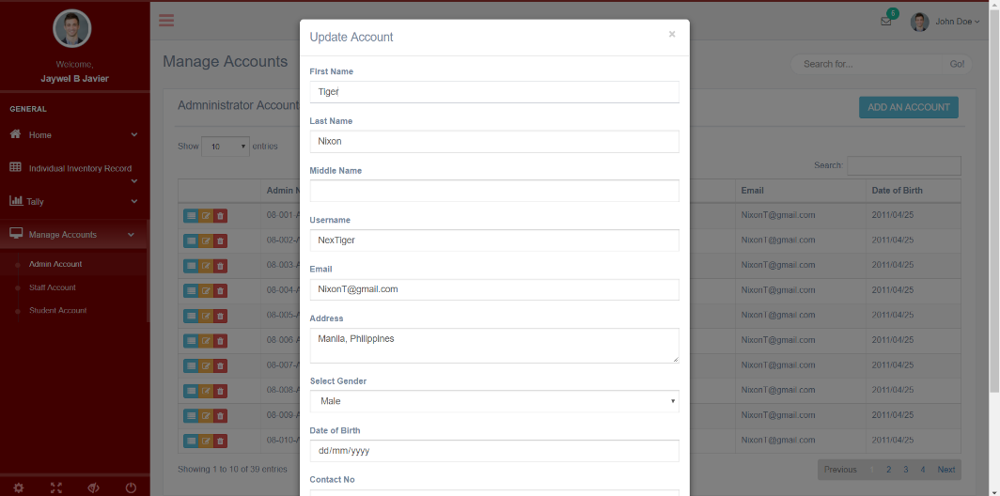 Welcome,
Jaywel B Javier
GENERAL
Home
Individual Inventory Record
Tally
Manage Accounts
Admin Account
Staff Account
Student Account
6
John Doe
Manage Accounts
Search for...
Go!
Admninistrator Account
ADD AN ACCOUNT
Show 10 entries
Search:
Admin N
Email
Date of Birth
08-001-A
NixonT@gmail.com
2011/04/25
08-002-A
NixonT@gmail.com
2011/04/25
08-003-A
NixonT@gmail.com
2011/04/25
08-004-A
NixonT@gmail.com
2011/04/25
08-005-A
NixonT@gmail.com
2011/04/25
08-006-A
NixonT@gmail.com
2011/04/25
08-007-A
NixonT@gmail.com
2011/04/25
08-008-A
NixonT@gmail.com
2011/04/25
08-009-A
NixonT@gmail.com
2011/04/25
08-010-A
NixonT@gmail.com
2011/04/25
Showing 1 to 10 of 39 entries
Previous 1 2 3 4 Next
Update Account
×
First Name
Tiger
Last Name
Nixon
Middle Name
Username
NexTiger
Email
NixonT@gmail.com
Address
Manila, Philippines
Select Gender
Male
Date of Birth
dd/mm/yyyy
Contact No